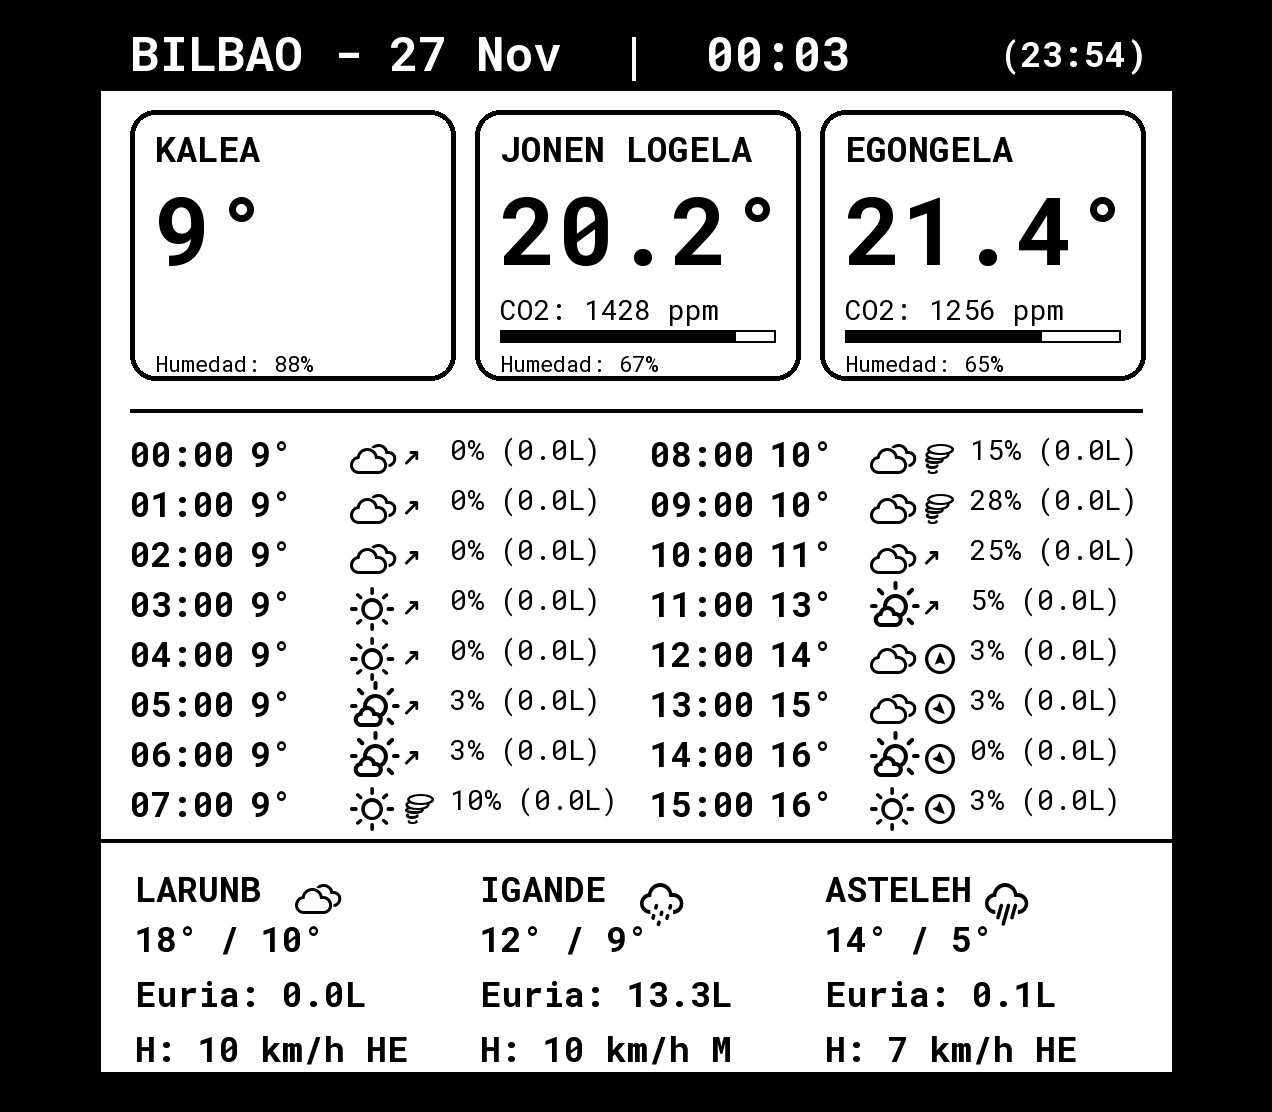 BILBAO - 27 Nov | 00:03 (23:54)
KALEA
9°
Humedad: 88%
JONEN LOGELA
20.2°
CO2: 1428 ppm
Humedad: 67%
EGONGELA
21.4°
CO2: 1256 ppm
Humedad: 65%
00:00 9° 0% (0.0L)
01:00 9° 0% (0.0L)
02:00 9° 0% (0.0L)
03:00 9° 0% (0.0L)
04:00 9° 0% (0.0L)
05:00 9° 3% (0.0L)
06:00 9° 3% (0.0L)
07:00 9° 10% (0.0L)
08:00 10° 15% (0.0L)
09:00 10° 28% (0.0L)
10:00 11° 25% (0.0L)
11:00 13° 5% (0.0L)
12:00 14° 3% (0.0L)
13:00 15° 3% (0.0L)
14:00 16° 0% (0.0L)
15:00 16° 3% (0.0L)
LARUNB
18° / 10°
Euria: 0.0L
H: 10 km/h HE
IGANDE
12° / 9°
Euria: 13.3L
H: 10 km/h M
ASTELEH
14° / 5°
Euria: 0.1L
H: 7 km/h HE